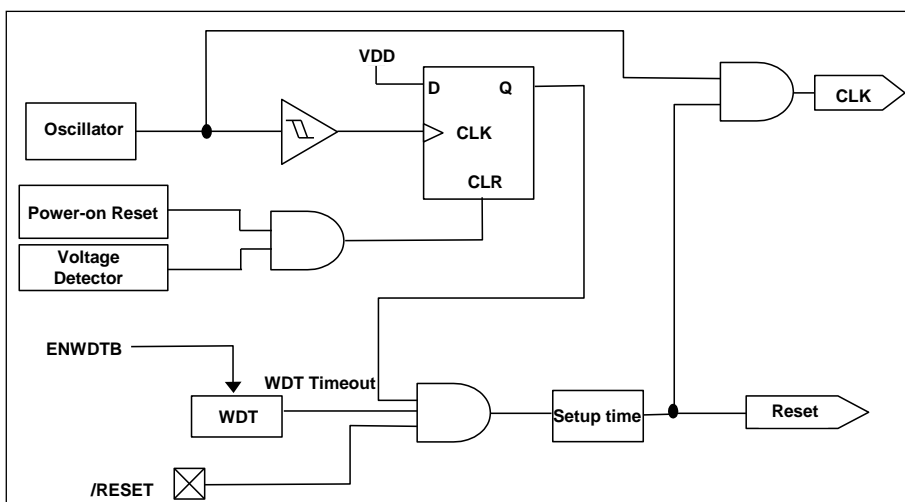 VDD
D
Q
CLK
Oscillator
CLK
CLR
Power-on Reset
Voltage
Detector
ENWDTB
WDT Timeout
WDT
Setup time
Reset
/RESET